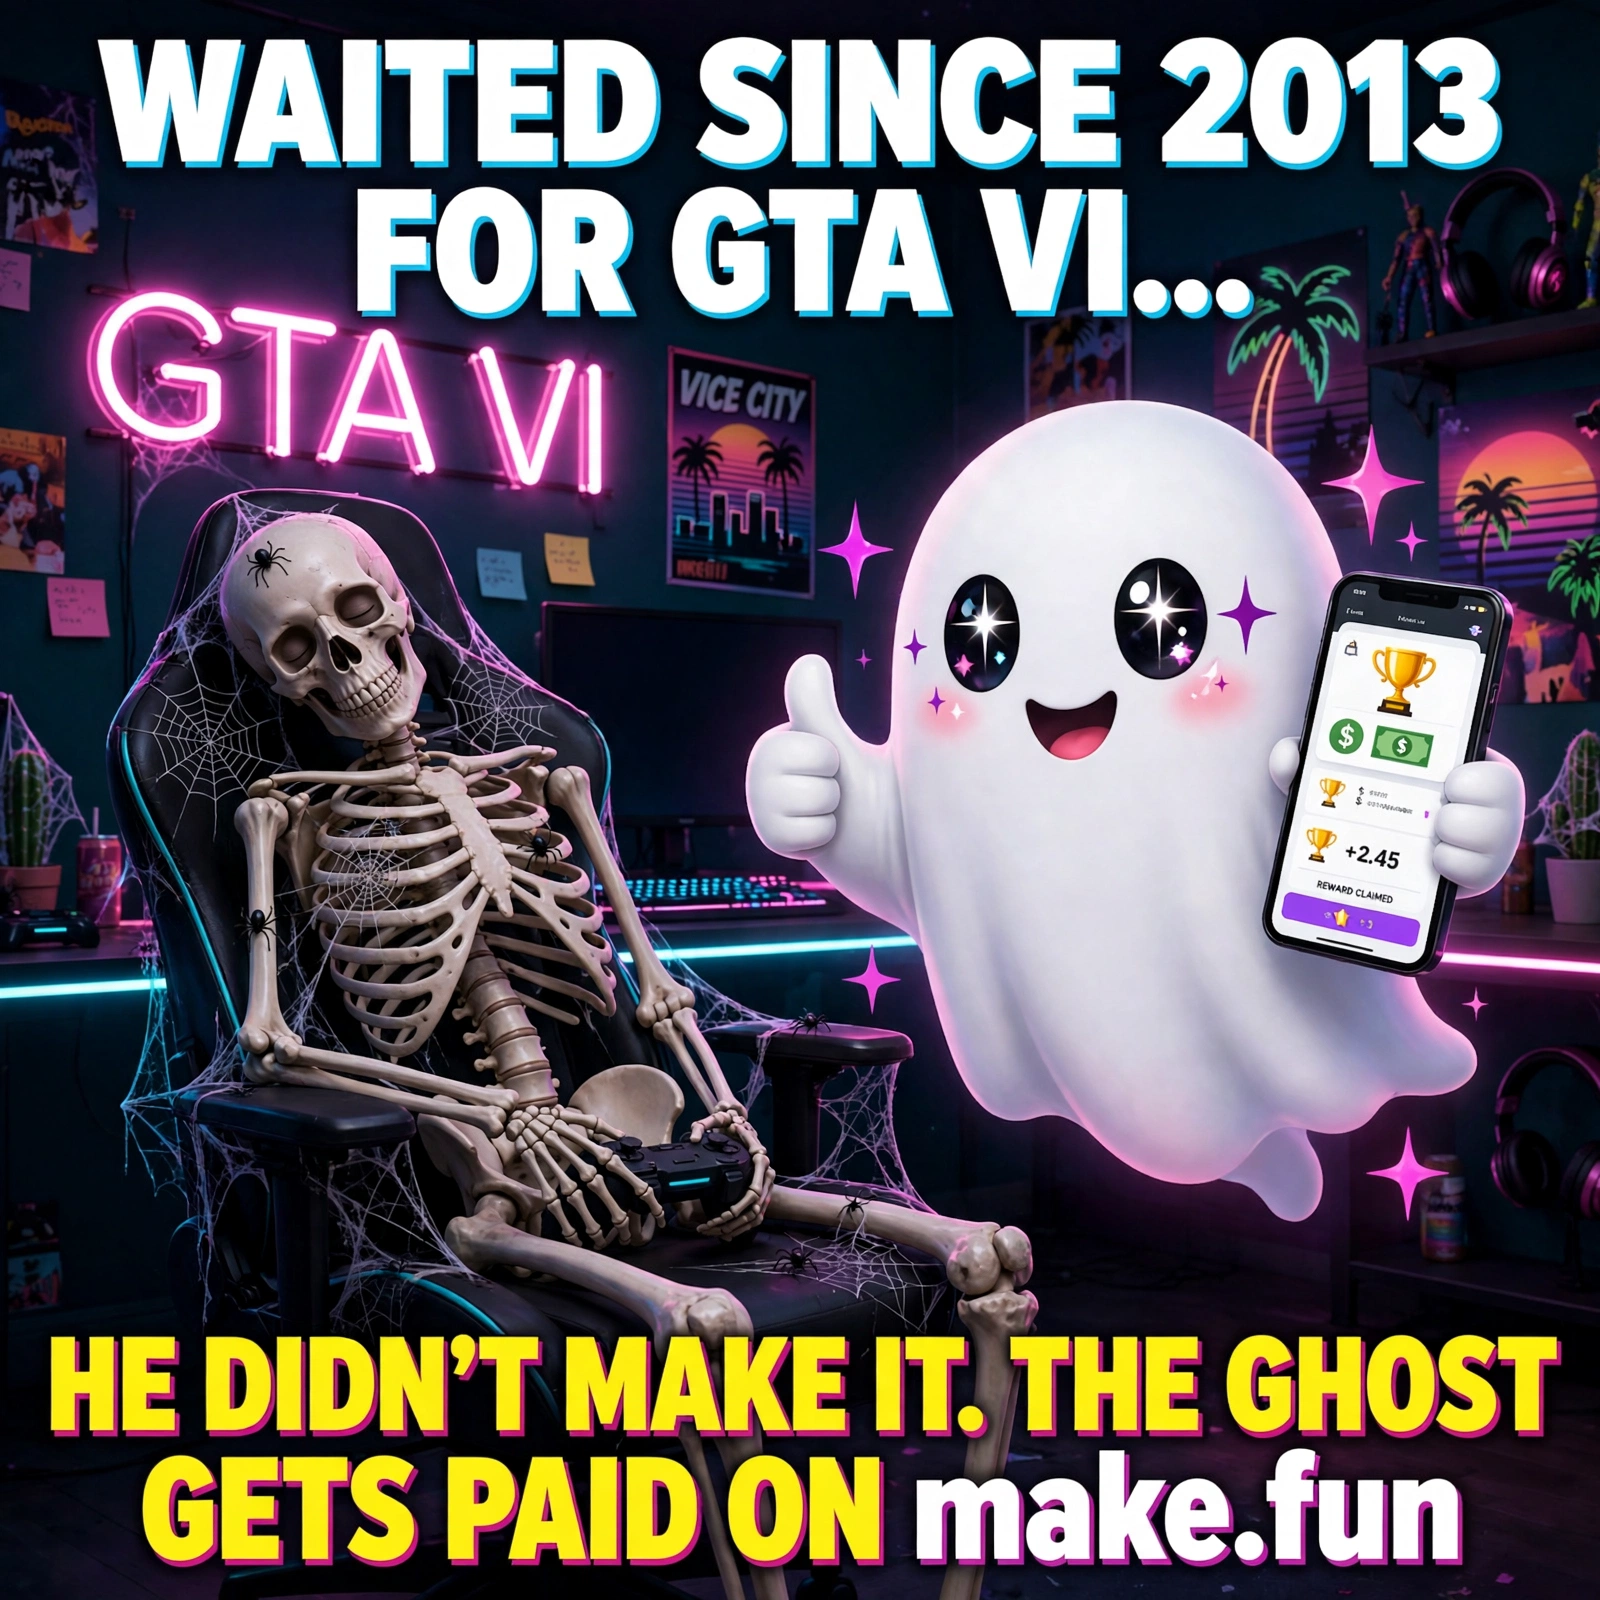 WAITED SINCE 2013
FOR GTA VI...
GTA VI
VICE CITY
+2.45
REWARD CLAIMED
HE DIDN'T MAKE IT. THE GHOST
GETS PAID ON make.fun